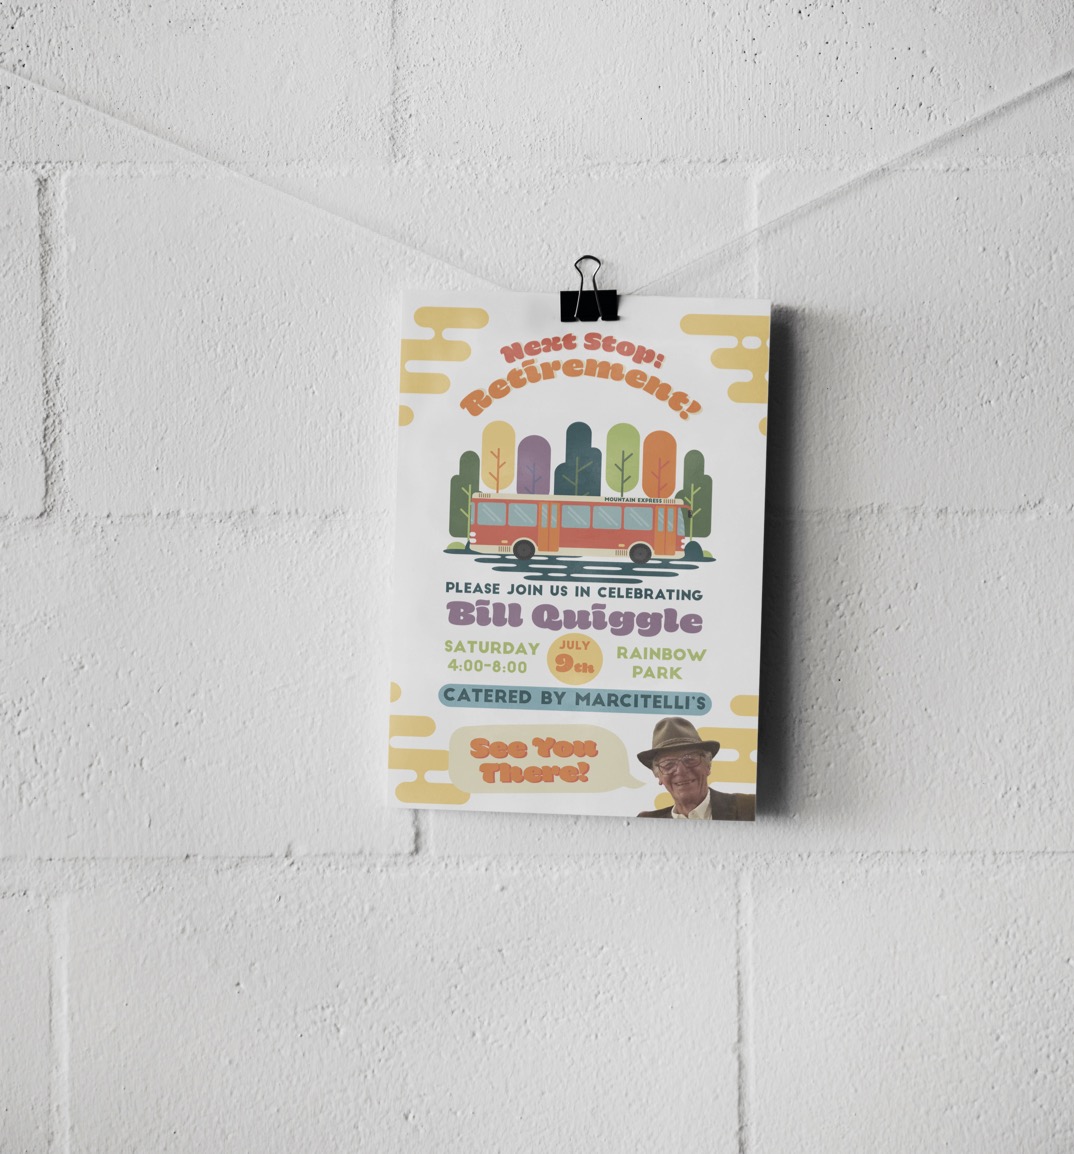 Next Stop:
Retirement!
MOUNTAIN EXPRESS
PLEASE JOIN US IN CELEBRATING
Bill Quiggle
SATURDAY
4:00-8:00
JULY
9th
RAINBOW
PARK
CATERED BY MARCITELLI'S
See You
There!